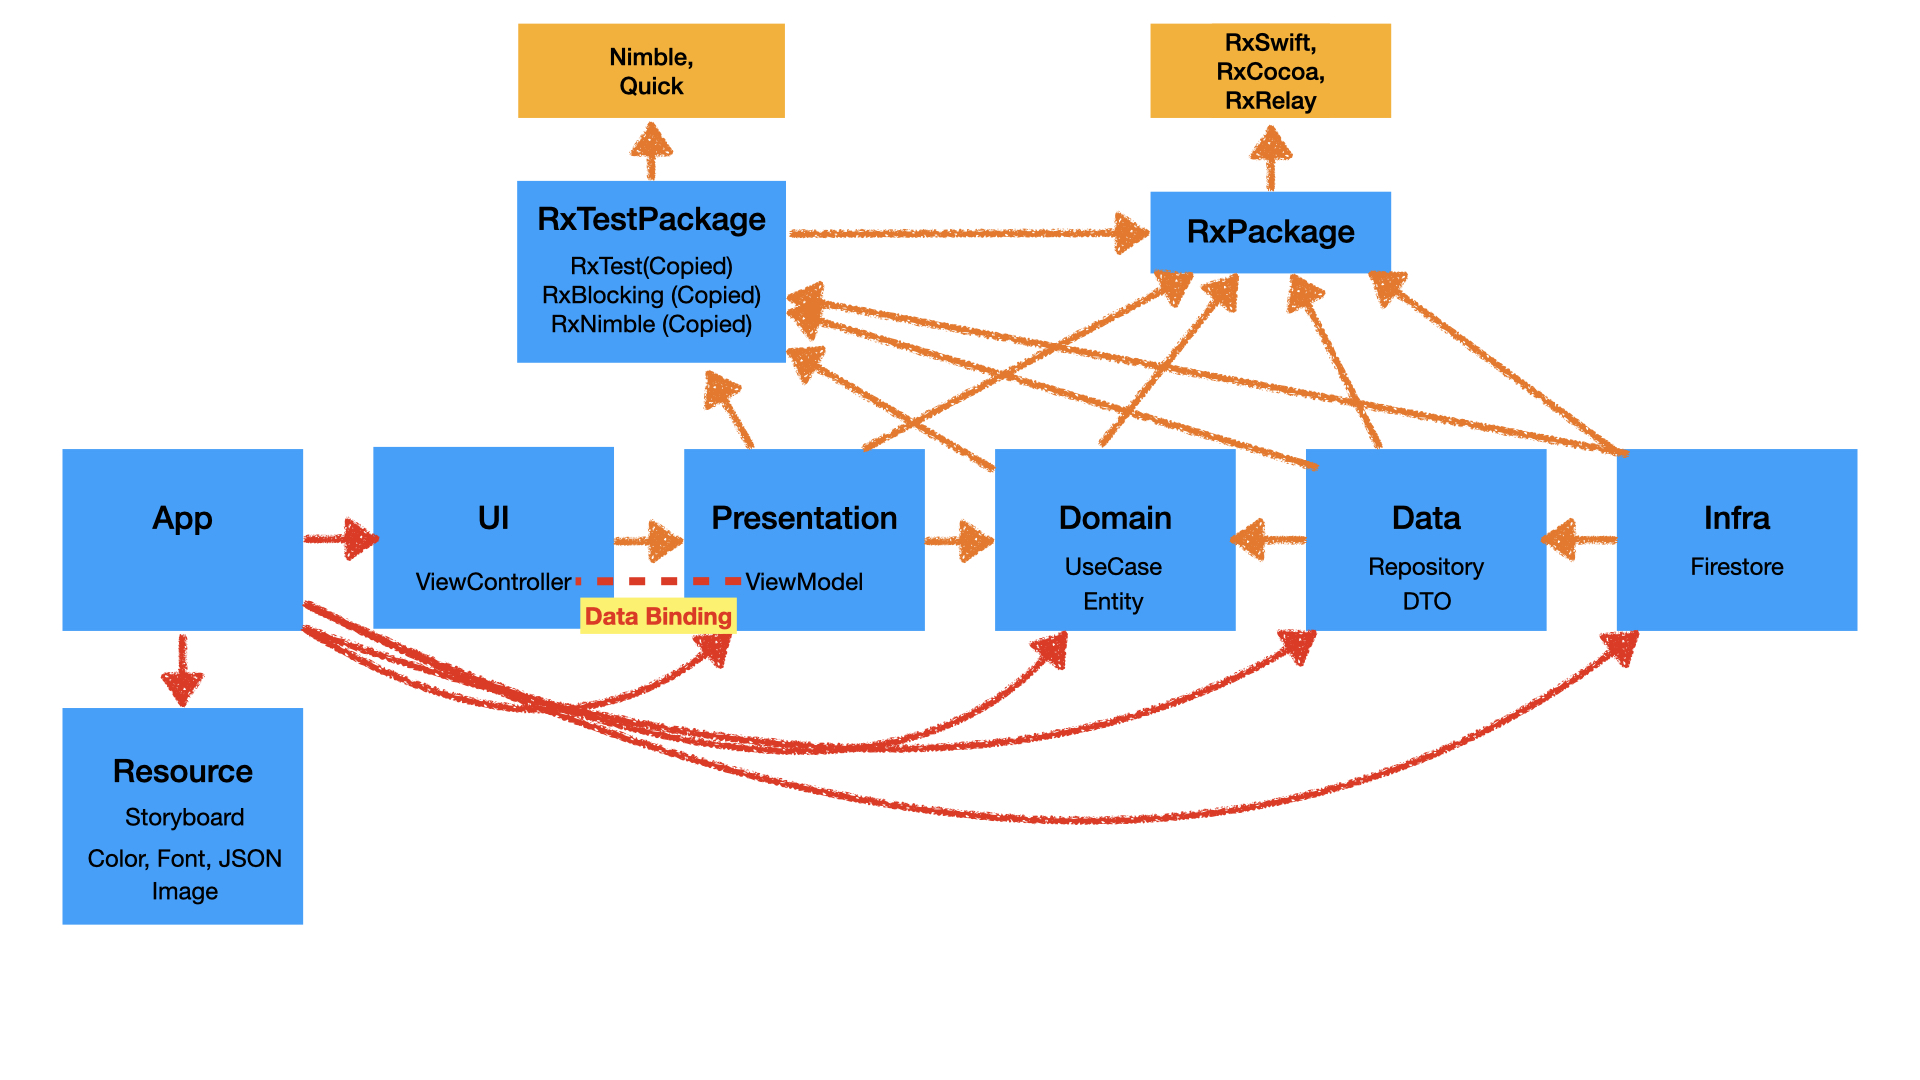 Nimble,
Quick
RxSwift,
RxCocoa,
RxRelay
RxTestPackage
RxTest(Copied)
RxBlocking (Copied)
RxNimble (Copied)
RxPackage
App
UI
ViewController
Presentation
ViewModel
Data Binding
Domain
UseCase
Entity
Data
Repository
DTO
Infra
Firestore
Resource
Storyboard
Color, Font, JSON
Image